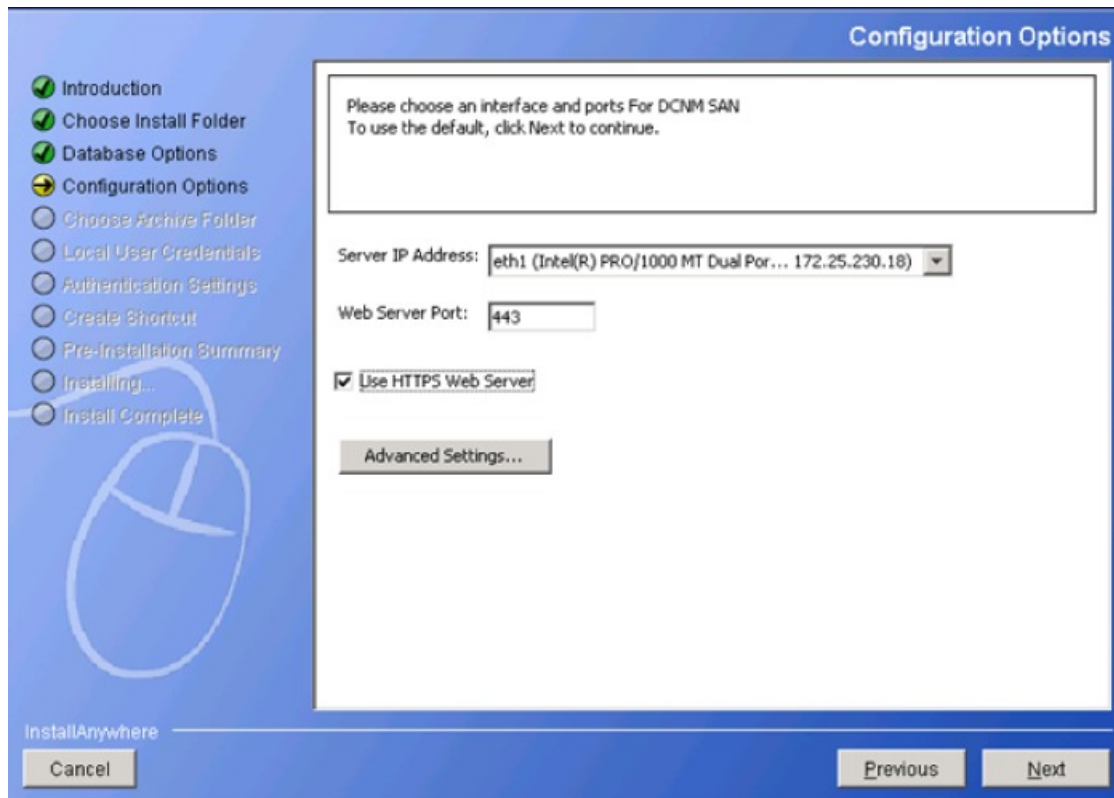 Configuration Options
Introduction
Choose Install Folder
Database Options
Configuration Options
Choose Archive Folder
Local User Credentials
Authentication Settings
Create Shortcut
Pre-Installation Summary
Installing...
Install Complete
Please choose an interface and ports For DCNM SAN
To use the default, click Next to continue.
Server IP Address: eth1 (Intel(R) PRO/1000 MT Dual Por... 172.25.230.18)
Web Server Port: 443
Use HTTPS Web Server
Advanced Settings...
InstallAnywhere
Cancel Previous Next